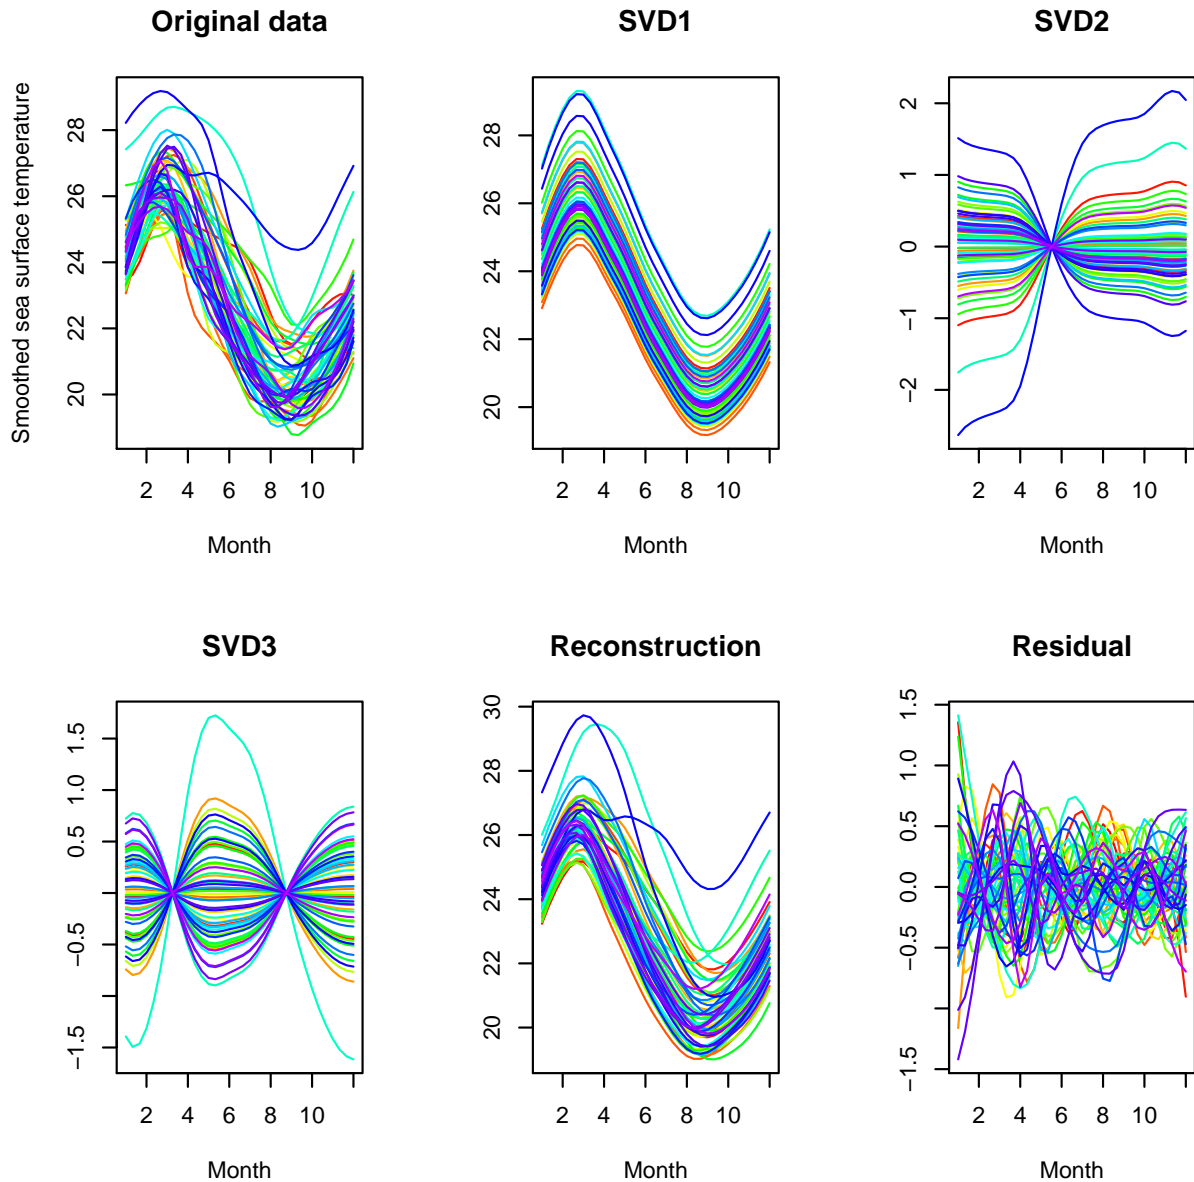 Original data
SVD1
SVD2
Smoothed sea surface temperature
28
26
24
22
20
2 4 6 8 10
Month
28
26
24
22
20
2 4 6 8 10
Month
2
1
0
−1
−2
2 4 6 8 10
Month
SVD3
Reconstruction
Residual
1.5
1.0
0.5
−0.5
−1.5
2 4 6 8 10
Month
30
28
26
24
22
20
2 4 6 8 10
Month
1.5
1.0
0.5
0.0
−0.5
−1.5
2 4 6 8 10
Month